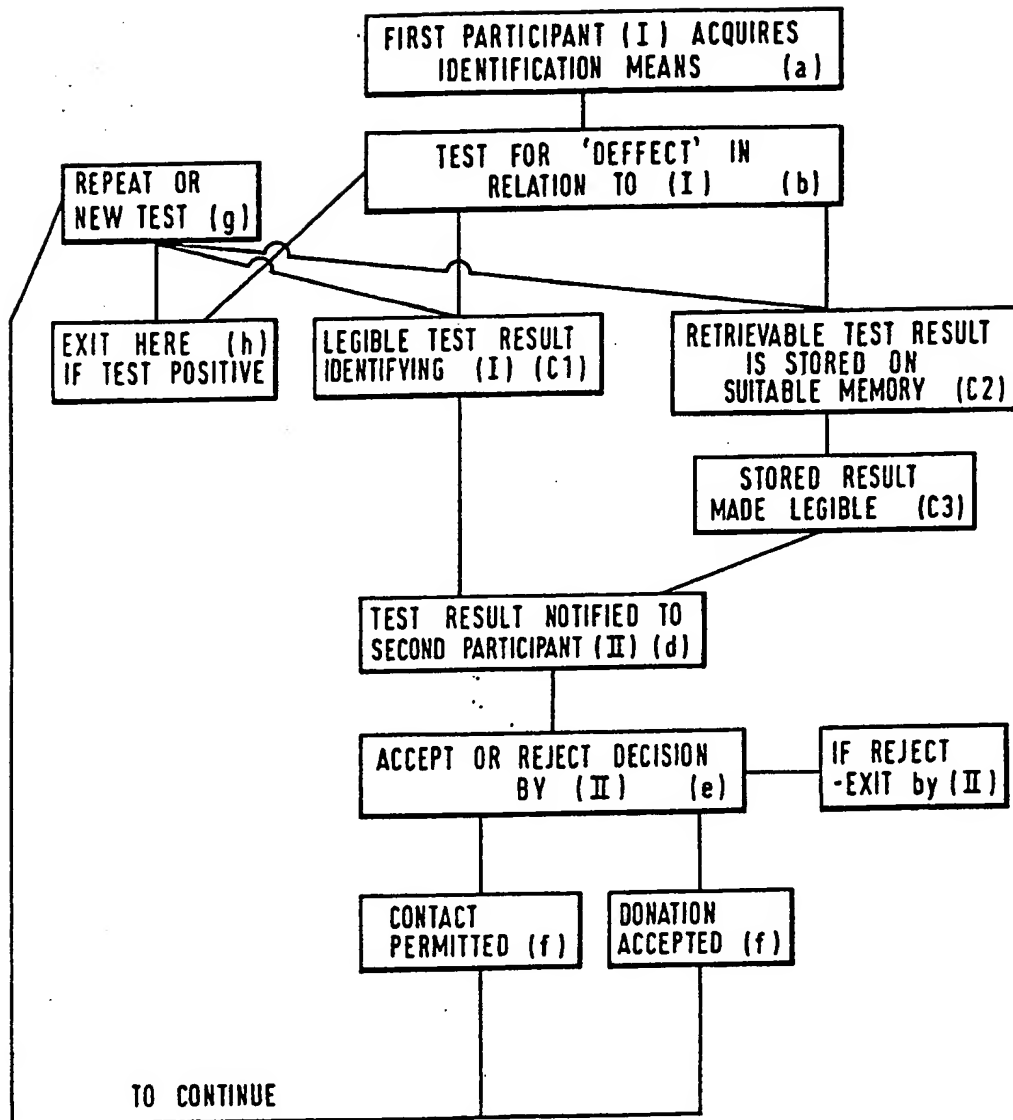 FIRST PARTICIPANT (I) ACQUIRES
IDENTIFICATION MEANS (a)
TEST FOR 'DEFFECT' IN
RELATION TO (I) (b)
REPEAT OR
NEW TEST (g)
EXIT HERE (h)
IF TEST POSITIVE
LEGIBLE TEST RESULT
IDENTIFYING (I) (C1)
RETRIEVABLE TEST RESULT
IS STORED ON
SUITABLE MEMORY (C2)
STORED RESULT
MADE LEGIBLE (C3)
TEST RESULT NOTIFIED TO
SECOND PARTICIPANT (II) (d)
ACCEPT OR REJECT DECISION
BY (II) (e)
IF REJECT
-EXIT by (II)
CONTACT
PERMITTED (f)
DONATION
ACCEPTED (f)
TO CONTINUE